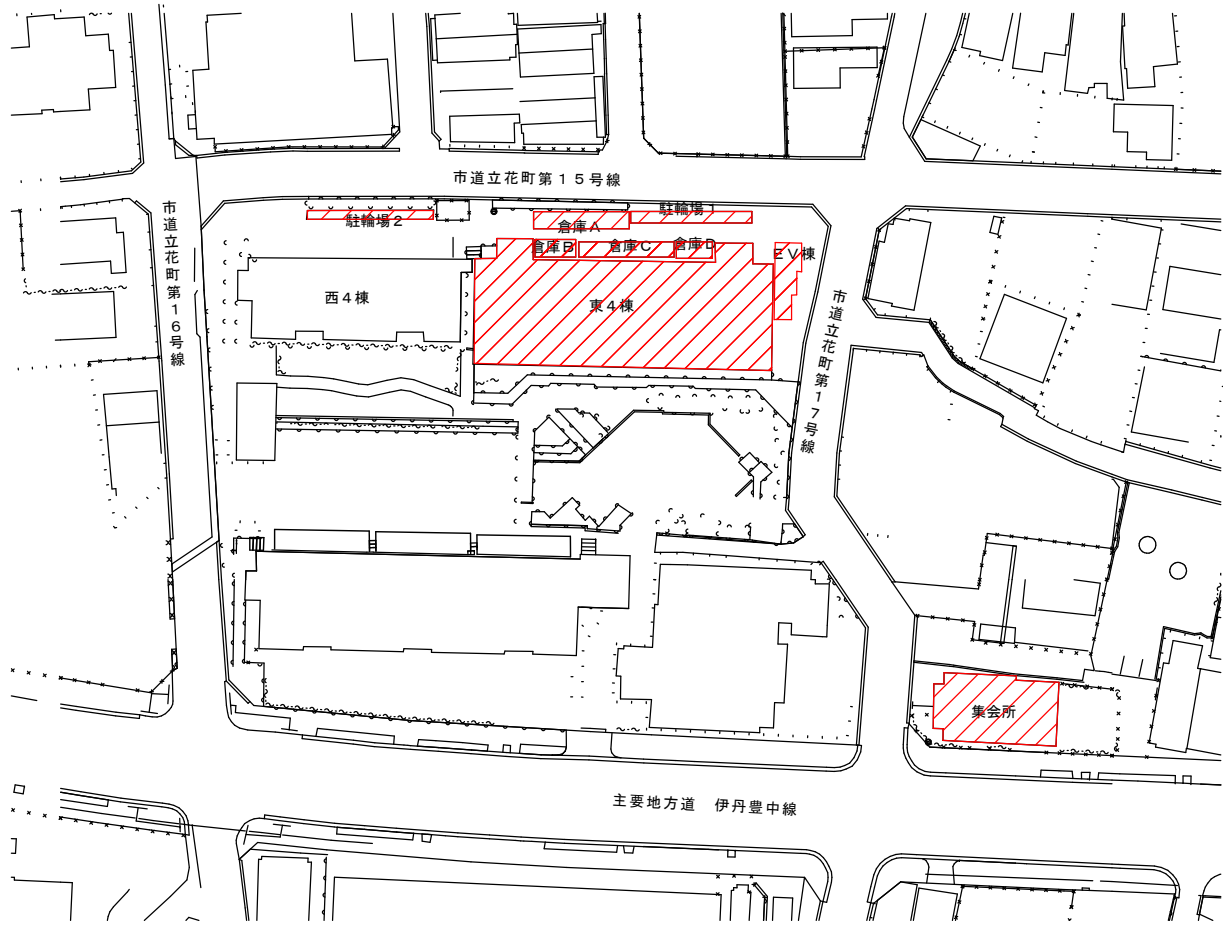 市道立花町第１５号線
駐輪場２
駐輪場１
倉庫Ａ
倉庫Ｂ
倉庫Ｃ
倉庫Ｄ
ＥＶ棟
西４棟
東４棟
市道立花町第１６号線
市道立花町第１７号線
集会所
主要地方道　伊丹豊中線